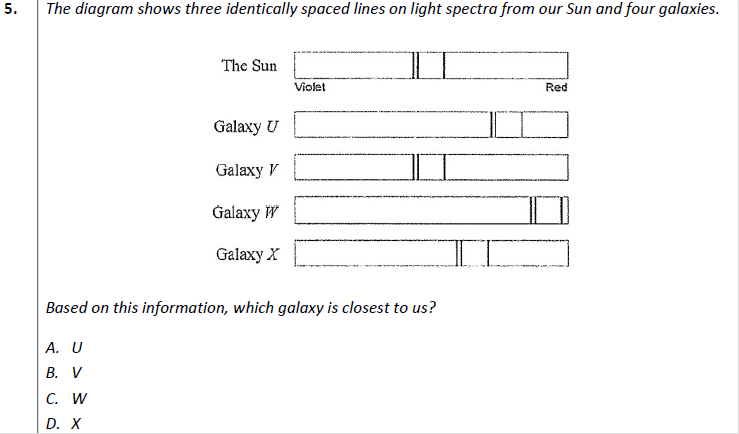 5. The diagram shows three identically spaced lines on light spectra from our Sun and four galaxies.
The Sun
Violet Red
Galaxy U
Galaxy V
Galaxy W
Galaxy X
Based on this information, which galaxy is closest to us?
A. U
B. V
C. W
D. X